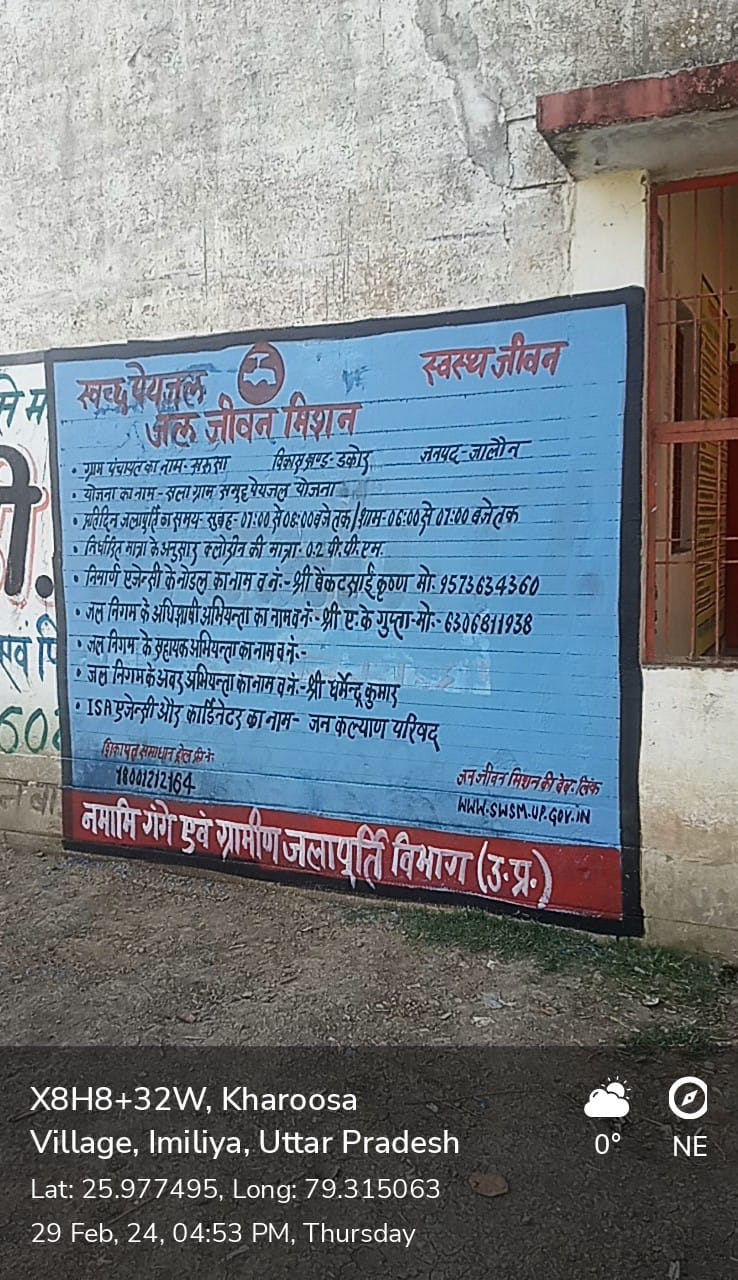 स्वच्छ पेयजल
स्वस्थ जीवन
जल जीवन मिशन
• ग्राम पंचायत का नाम- खरूसा विकासखण्ड- डकोर जनपद- जालौन
• योजना का नाम- सला ग्राम समूह पेयजल योजना
• प्रतिदिन जलापूर्ति का समय- सुबह- 07:00 से 08:00 बजे तक/शाम- 06:00 से 07:00 बजे तक
• निर्धारित मात्रा के अनुसार क्लोरीन की मात्रा- 0.2 पी.पी.एम.
• निमार्ण एजेन्सी के नोडल का नाम व नं:- श्री बेंकटसाई कृष्ण मो: 9573634360
• जल निगम के अधिशाषी अभियन्ता का नाम व नं:- श्री ए.के गुप्ता-मो:- 6306811938
• जल निगम के सहायक अभियन्ता का नाम व नं:-
• जल निगम के अवर अभियन्ता का नाम व नं:- श्री धर्मेन्द्र कुमार
• ISA एजेन्सी और कार्डिनेटर का नाम- जन कल्याण परिषद्
शिकायत समाधान टोल फ्री नं:
18001212164
जल जीवन मिशन की वेब-लिंक
WWW.SWSM.UP.GOV.IN
नमामि गंगे एवं ग्रामीण जलापूर्ति विभाग (उ.प्र.)
एवं
X8H8+32W, Kharoosa
Village, Imiliya, Uttar Pradesh
Lat: 25.977495, Long: 79.315063
29 Feb, 24, 04:53 PM, Thursday
0°
NE